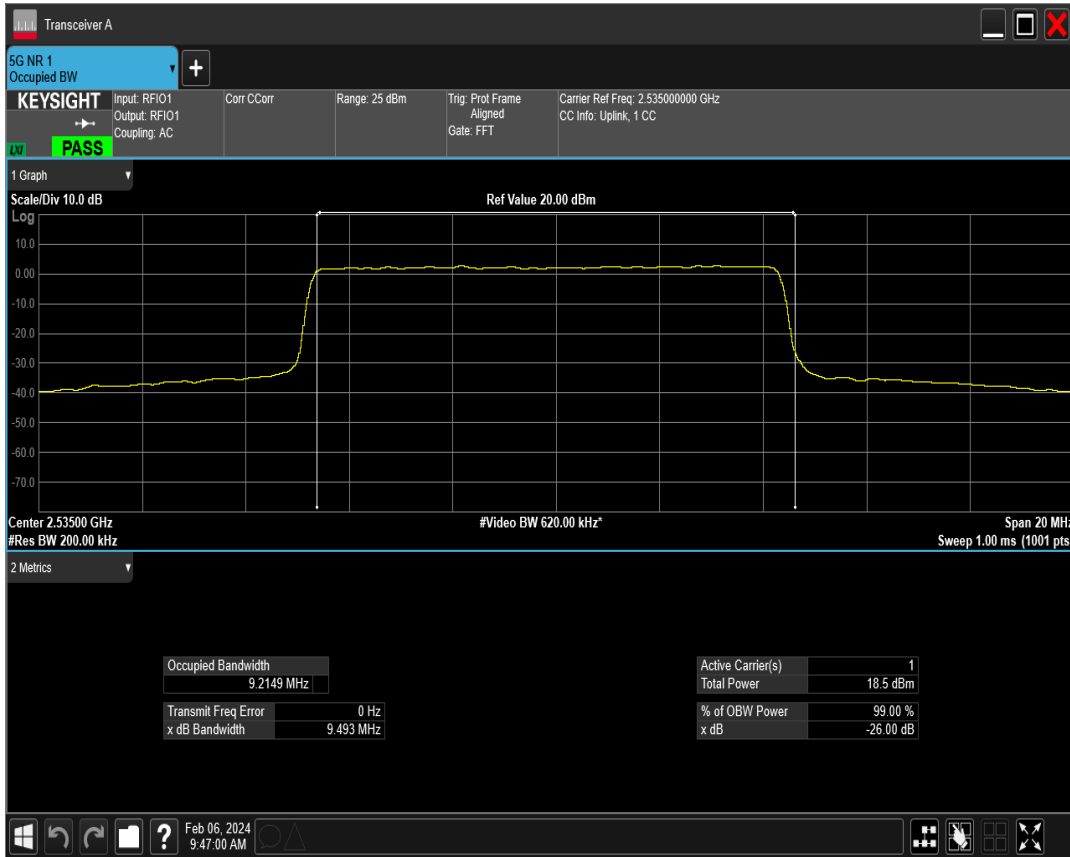 Transceiver A
5G NR 1
Occupied BW
+
KEYSIGHT
LXI
PASS
Input: RFIO1
Output: RFIO1
Coupling: AC
Corr CCorr
Range: 25 dBm
Trig: Prot Frame
Aligned
Gate: FFT
Carrier Ref Freq: 2.535000000 GHz
CC Info: Uplink, 1 CC
1 Graph
Scale/Div 10.0 dB
Ref Value 20.00 dBm
Log
10.0
0.00
-10.0
-20.0
-30.0
-40.0
-50.0
-60.0
-70.0
Center 2.53500 GHz
#Video BW 620.00 kHz*
Span 20 MHz
#Res BW 200.00 kHz
Sweep 1.00 ms (1001 pts
2 Metrics
Occupied Bandwidth
9.2149 MHz
Transmit Freq Error 0 Hz
x dB Bandwidth 9.493 MHz
Active Carrier(s) 1
Total Power 18.5 dBm
% of OBW Power 99.00 %
x dB -26.00 dB
?
Feb 06, 2024
9:47:00 AM